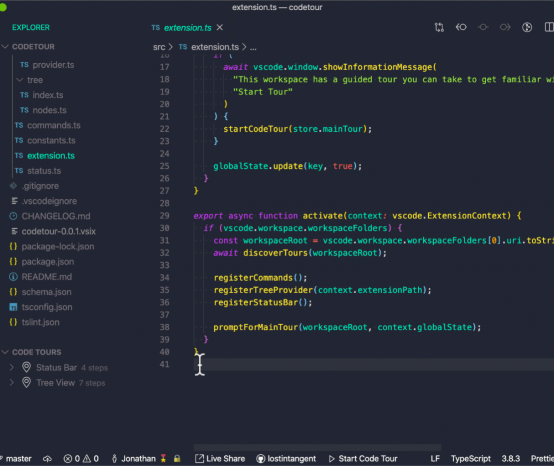 extension.ts — codetour
EXPLORER
CODETOUR
TS provider.ts
tree
TS index.ts
TS nodes.ts
TS commands.ts
TS constants.ts
TS extension.ts
TS status.ts
.gitignore
.vscodeignore
CHANGELOG.md
codetour-0.0.1.vsix
{} package-lock.json
{} package.json
README.md
{} schema.json
tsconfig.json
{} tslint.json
CODE TOURS
Status Bar 4 steps
Tree View 7 steps
TS extension.ts
src > TS extension.ts > ...
16 if (
17 await vscode.window.showInformationMessage(
18 "This workspace has a guided tour you can take to get familiar wi
19 "Start Tour"
20 )
21 ) {
22 startCodeTour(store.mainTour);
23 }
24
25 globalState.update(key, true);
26 }
27 }
28
29 export async function activate(context: vscode.ExtensionContext) {
30 if (vscode.workspace.workspaceFolders) {
31 const workspaceRoot = vscode.workspace.workspaceFolders[0].uri.toStri
32 await discoverTours(workspaceRoot);
33
34 registerCommands();
35 registerTreeProvider(context.extensionPath);
36 registerStatusBar();
37
38 promptForMainTour(workspaceRoot, context.globalState);
39 }
40 }
41
master 0 0 Jonathan Live Share lostintangent Start Code Tour LF TypeScript 3.8.3 Prettie